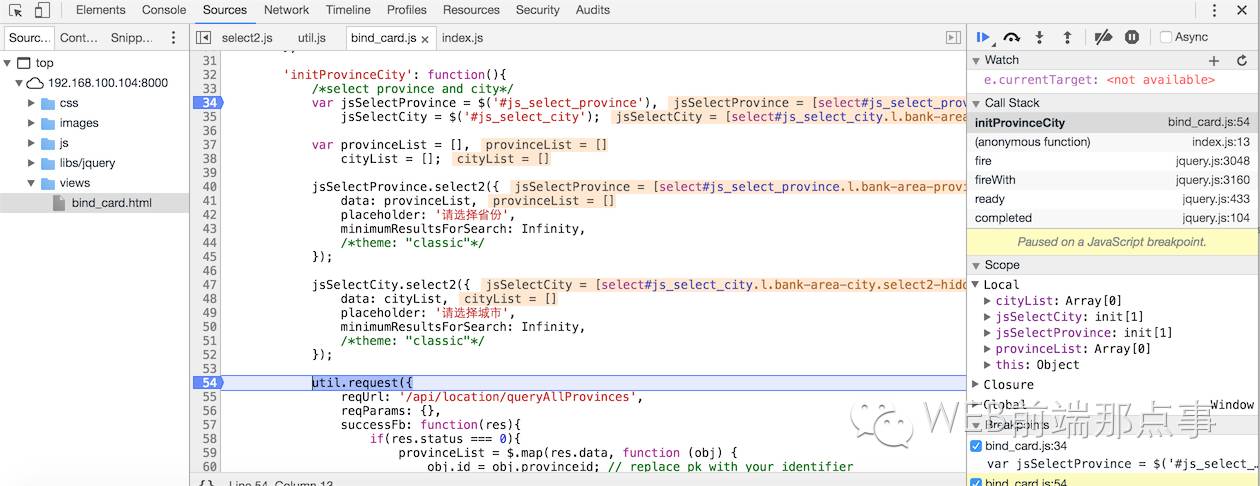 Elements Console Sources Network Timeline Profiles Resources Security Audits
Sourc... Cont... Snipp... select2.js util.js bind_card.js index.js Async
top
192.168.100.104:8000
css
images
js
libs/jquery
views
bind_card.html
31
32 'initProvinceCity': function(){
33 /*select province and city*/
34 var jsSelectProvince = $('#js_select_province'), jsSelectProvince = [select#js_select_prov
35 jsSelectCity = $('#js_select_city'); jsSelectCity = [select#js_select_city.l.bank-area-
36
37 var provinceList = [], provinceList = []
38 cityList = []; cityList = []
39
40 jsSelectProvince.select2({ jsSelectProvince = [select#js_select_province.l.bank-area-provi
41 data: provinceList, provinceList = []
42 placeholder: '请选择省份',
43 minimumResultsForSearch: Infinity,
44 /*theme: "classic"*/
45 });
46
47 jsSelectCity.select2({ jsSelectCity = [select#js_select_city.l.bank-area-city.select2-hidd
48 data: cityList, cityList = []
49 placeholder: '请选择城市',
50 minimumResultsForSearch: Infinity,
51 /*theme: "classic"*/
52 });
53
54 util.request({
55 reqUrl: '/api/location/queryAllProvinces',
56 reqParams: {},
57 successFb: function(res){
58 if(res.status === 0){
59 provinceList = $.map(res.data, function (obj) {
60 obj.id = obj.provinceid; // replace pk with your identifier
{} Line 54, Column 13
Watch
e.currentTarget: <not available>
Call Stack
initProvinceCity bind_card.js:54
(anonymous function) index.js:13
fire jquery.js:3048
fireWith jquery.js:3160
ready jquery.js:433
completed jquery.js:104
Paused on a JavaScript breakpoint.
Scope
Local
cityList: Array[0]
jsSelectCity: init[1]
jsSelectProvince: init[1]
provinceList: Array[0]
this: Object
Closure
Global Window
Breakpoints
bind_card.js:34
var jsSelectProvince = $('#js_select_…
bind_card.js:54
WEB前端那点事